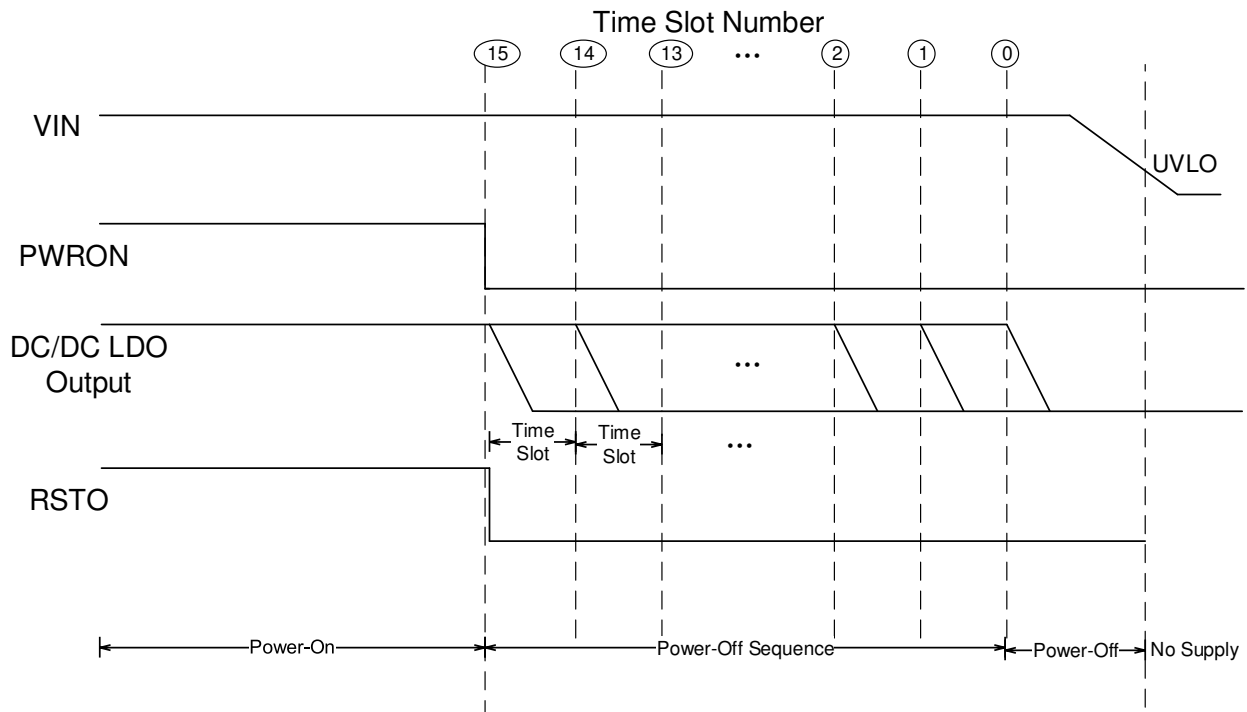 Time Slot Number
15 14 13 ... 2 1 0
VIN
UVLO
PWRON
DC/DC LDO
Output
...
Time
Slot
Time
Slot
...
RSTO
Power-On
Power-Off Sequence
Power-Off
No Supply